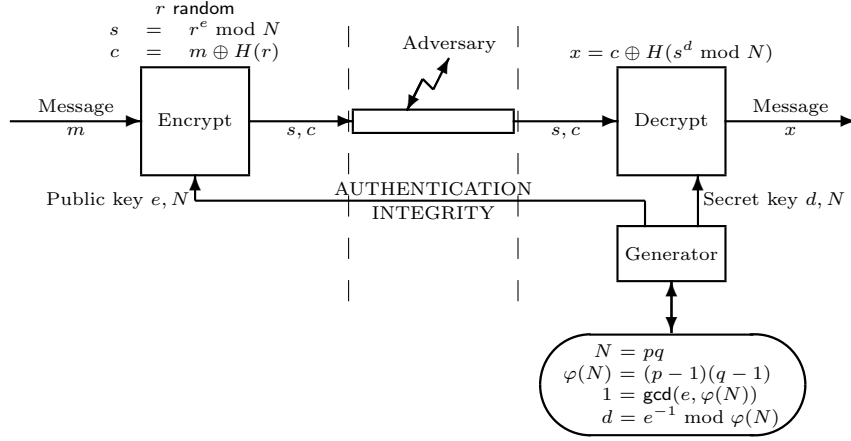 r random
s = r^e mod N
c = m ⊕ H(r)
Adversary
x = c ⊕ H(s^d mod N)
Message
m
Encrypt
s, c
s, c
Decrypt
Message
x
Public key e, N
AUTHENTICATION
INTEGRITY
Secret key d, N
Generator
N = pq
φ(N) = (p − 1)(q − 1)
1 = gcd(e, φ(N))
d = e^{−1} mod φ(N)